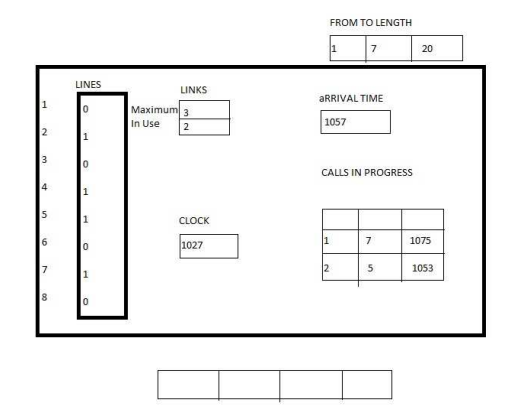 FROM TO LENGTH
1 7 20
LINES
LINKS
aRRIVAL TIME
1 0
Maximum 3
In Use 2
1057
2 1
3 0
CALLS IN PROGRESS
4 1
5 1
CLOCK
6 0
1027
1 7 1075
2 5 1053
7 1
8 0